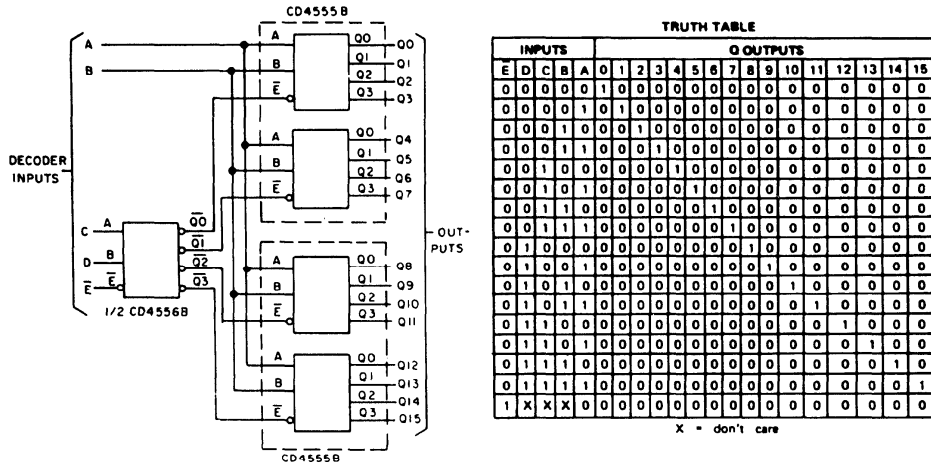 CD4555B
A
B
DECODER
INPUTS
C A
D B
E̅ E̅
Q̅0̅
Q̅1̅
Q̅2̅
Q̅3̅
1/2 CD4556B
A Q0 Q0
Q1 Q1
B Q2 Q2
E̅ Q3 Q3
A Q0 Q4
Q1 Q5
B Q2 Q6
E̅ Q3 Q7
A Q0 Q8
Q1 Q9
B Q2 Q10
E̅ Q3 Q11
A Q0 Q12
Q1 Q13
B Q2 Q14
E̅ Q3 Q15
CD4555B
OUT-
PUTS
TRUTH TABLE
INPUTS Q OUTPUTS
E̅ D C B A 0 1 2 3 4 5 6 7 8 9 10 11 12 13 14 15
0 0 0 0 0 1 0 0 0 0 0 0 0 0 0 0 0 0 0 0 0
0 0 0 0 1 0 1 0 0 0 0 0 0 0 0 0 0 0 0 0 0
0 0 0 1 0 0 0 1 0 0 0 0 0 0 0 0 0 0 0 0 0
0 0 0 1 1 0 0 0 1 0 0 0 0 0 0 0 0 0 0 0 0
0 0 1 0 0 0 0 0 0 1 0 0 0 0 0 0 0 0 0 0 0
0 0 1 0 1 0 0 0 0 0 1 0 0 0 0 0 0 0 0 0 0
0 0 1 1 0 0 0 0 0 0 0 1 0 0 0 0 0 0 0 0 0
0 0 1 1 1 0 0 0 0 0 0 0 1 0 0 0 0 0 0 0 0
0 1 0 0 0 0 0 0 0 0 0 0 0 1 0 0 0 0 0 0 0
0 1 0 0 1 0 0 0 0 0 0 0 0 0 1 0 0 0 0 0 0
0 1 0 1 0 0 0 0 0 0 0 0 0 0 0 1 0 0 0 0 0
0 1 0 1 1 0 0 0 0 0 0 0 0 0 0 0 1 0 0 0 0
0 1 1 0 0 0 0 0 0 0 0 0 0 0 0 0 0 1 0 0 0
0 1 1 0 1 0 0 0 0 0 0 0 0 0 0 0 0 0 1 0 0
0 1 1 1 0 0 0 0 0 0 0 0 0 0 0 0 0 0 0 1 0
0 1 1 1 1 0 0 0 0 0 0 0 0 0 0 0 0 0 0 0 1
1 X X X 0 0 0 0 0 0 0 0 0 0 0 0 0 0 0 0 0
X = don't care